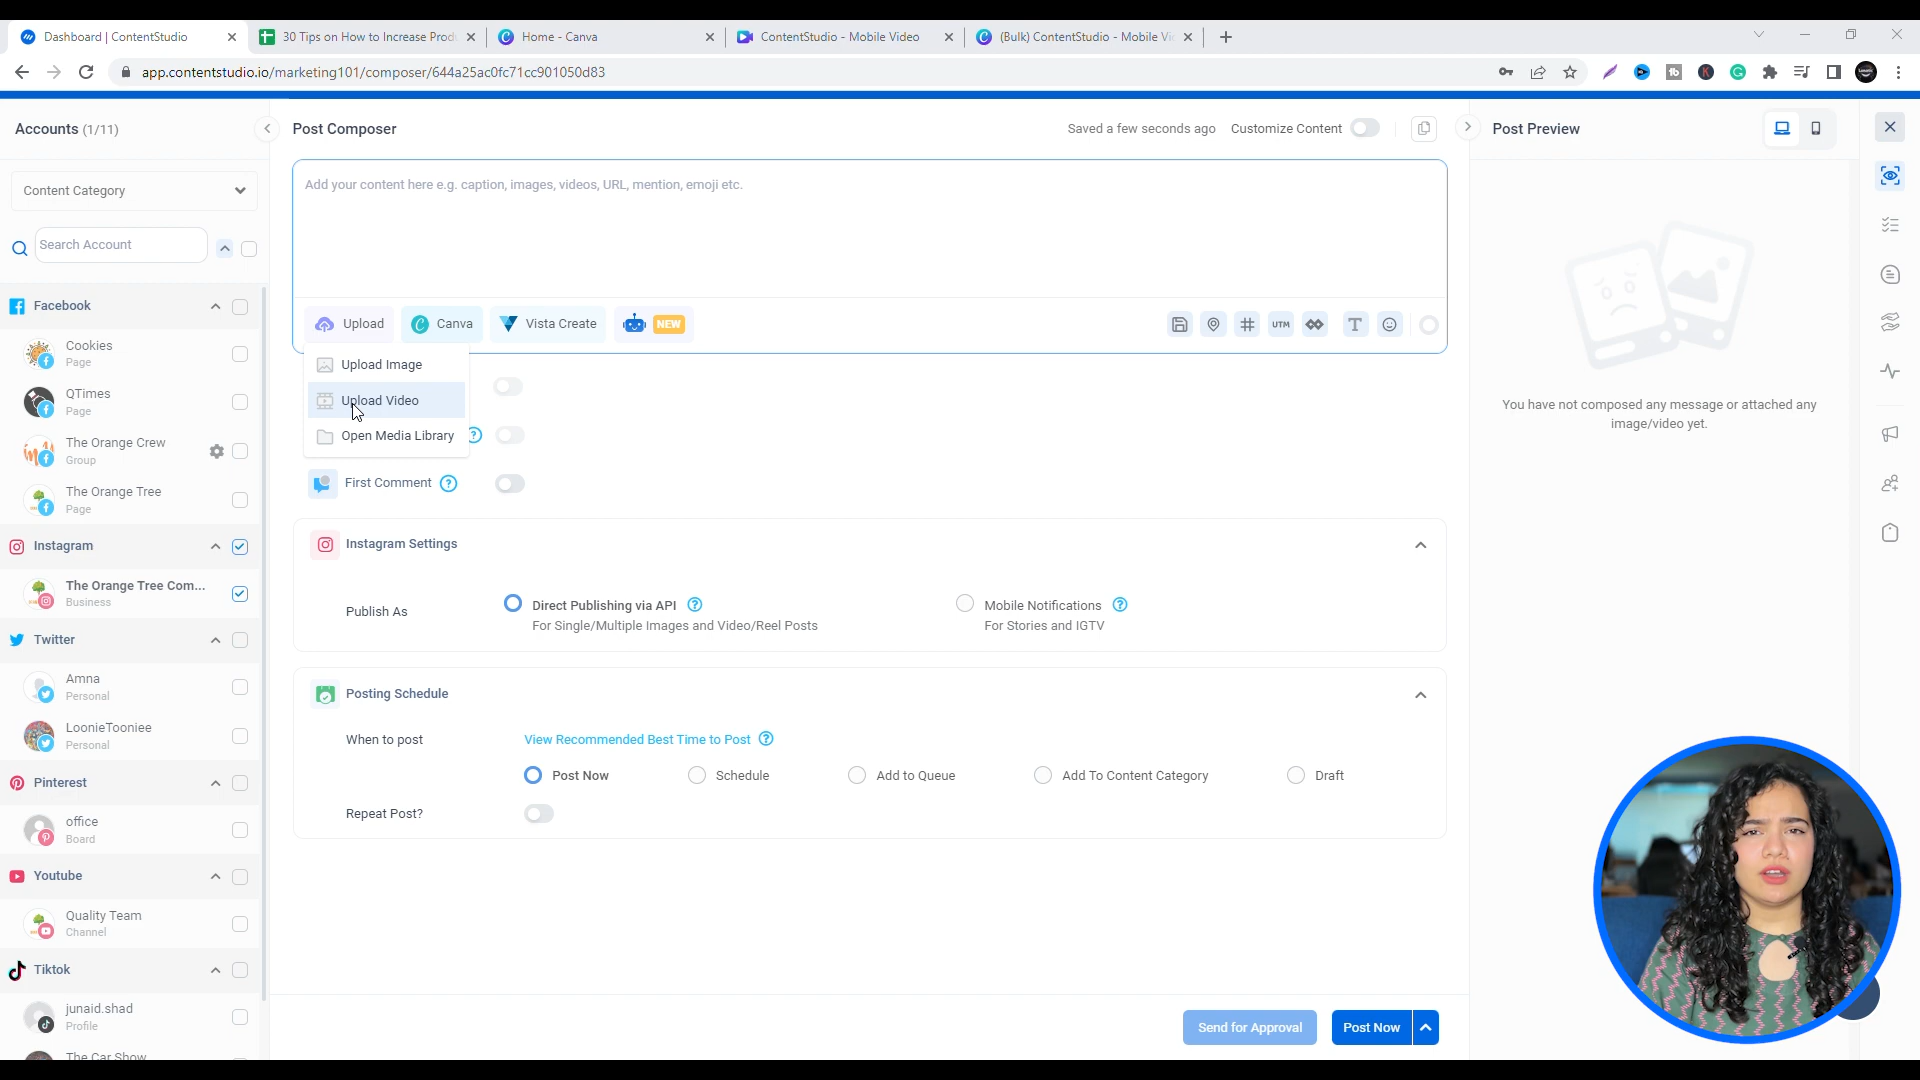 Dashboard | ContentStudio
30 Tips on How to Increase Produ
Home - Canva
ContentStudio - Mobile Video
(Bulk) ContentStudio - Mobile Vi
app.contentstudio.io/marketing101/composer/644a25ac0fc71cc901050d83
Accounts (1/11)
Post Composer
Saved a few seconds ago
Customize Content
Post Preview
Content Category
Add your content here e.g. caption, images, videos, URL, mention, emoji etc.
Search Account
Facebook
Cookies
Page
QTimes
Page
The Orange Crew
Group
The Orange Tree
Page
Instagram
The Orange Tree Com...
Business
Twitter
Amna
Personal
LoonieTooniee
Personal
Pinterest
office
Board
Youtube
Quality Team
Channel
Tiktok
junaid.shad
Profile
The Car Show
Upload
Canva
Vista Create
NEW
UTM
Upload Image
Upload Video
Open Media Library
First Comment
Instagram Settings
Publish As
Direct Publishing via API
For Single/Multiple Images and Video/Reel Posts
Mobile Notifications
For Stories and IGTV
Posting Schedule
When to post
View Recommended Best Time to Post
Post Now
Schedule
Add to Queue
Add To Content Category
Draft
Repeat Post?
You have not composed any message or attached any
image/video yet.
Send for Approval
Post Now